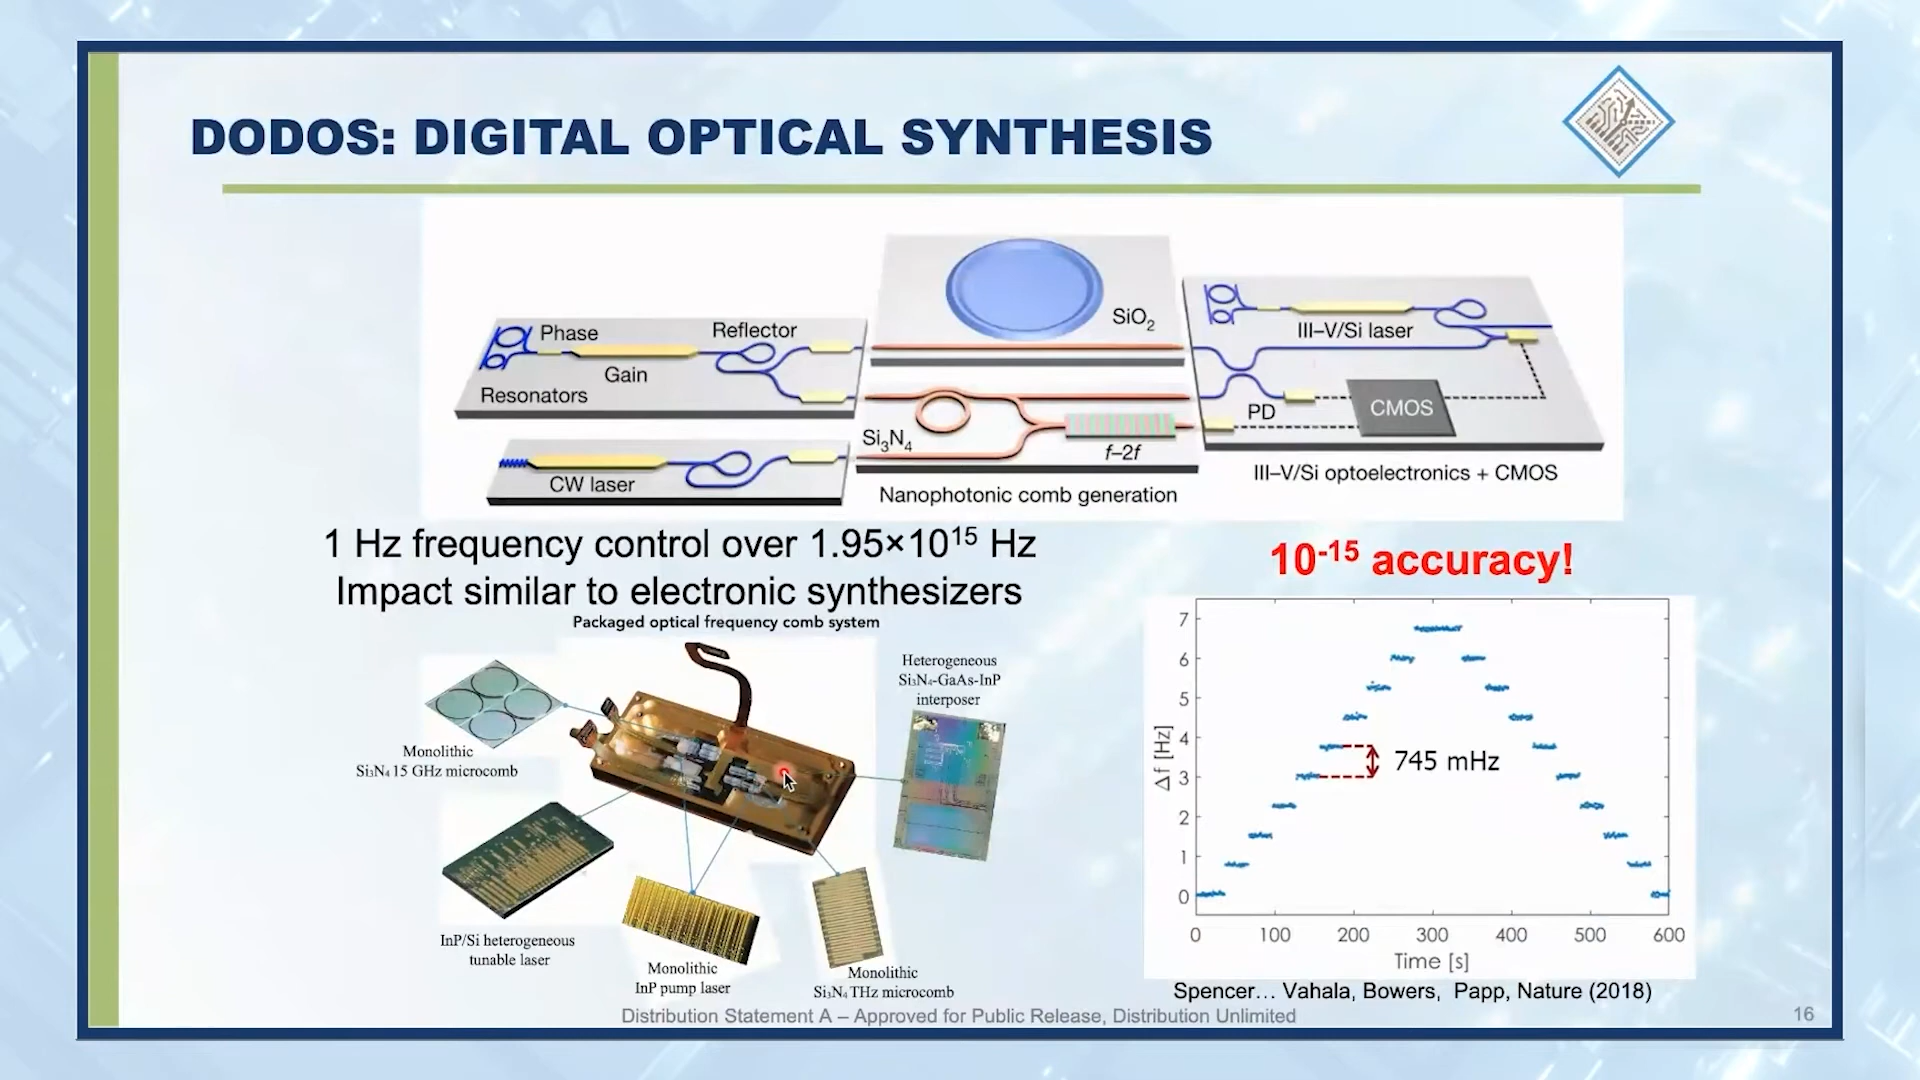 DODOS: DIGITAL OPTICAL SYNTHESIS
Phase
Reflector
Gain
Resonators
CW laser
SiO₂
Si₃N₄
f–2f
Nanophotonic comb generation
III–V/Si laser
PD
CMOS
III–V/Si optoelectronics + CMOS
1 Hz frequency control over 1.95×10¹⁵ Hz
Impact similar to electronic synthesizers
Packaged optical frequency comb system
Monolithic
Si₃N₄ 15 GHz microcomb
Heterogeneous
Si₃N₄-GaAs-InP
interposer
InP/Si heterogeneous
tunable laser
Monolithic
InP pump laser
Monolithic
Si₃N₄ THz microcomb
10⁻¹⁵ accuracy!
7
6
5
4
3
2
1
0
Δf [Hz]
745 mHz
0 100 200 300 400 500 600
Time [s]
Spencer... Vahala, Bowers, Papp, Nature (2018)
Distribution Statement A – Approved for Public Release, Distribution Unlimited
16